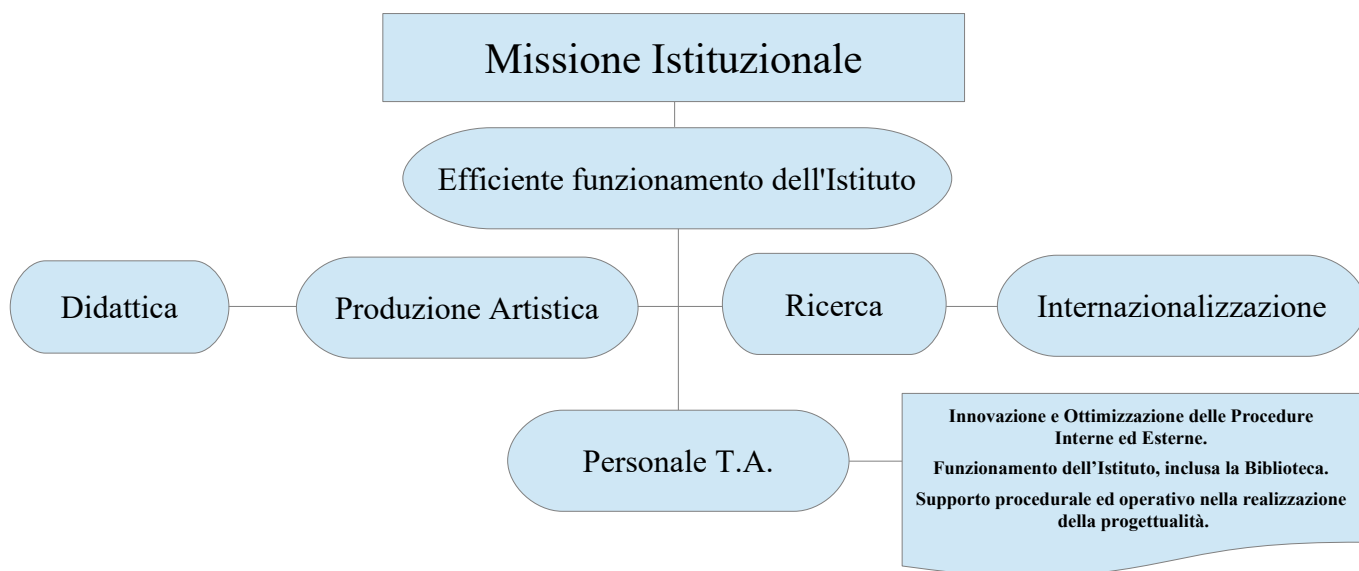 Missione Istituzionale
Efficiente funzionamento dell'Istituto
Didattica
Produzione Artistica
Ricerca
Internazionalizzazione
Personale T.A.
Innovazione e Ottimizzazione delle Procedure
Interne ed Esterne.
Funzionamento dell’Istituto, inclusa la Biblioteca.
Supporto procedurale ed operativo nella realizzazione
della progettualità.